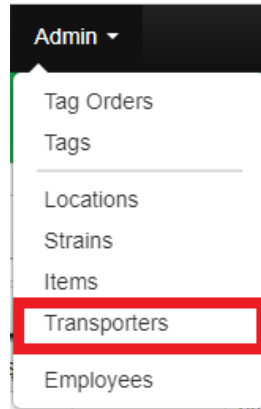 Admin
Tag Orders
Tags
Locations
Strains
Items
Transporters
Employees